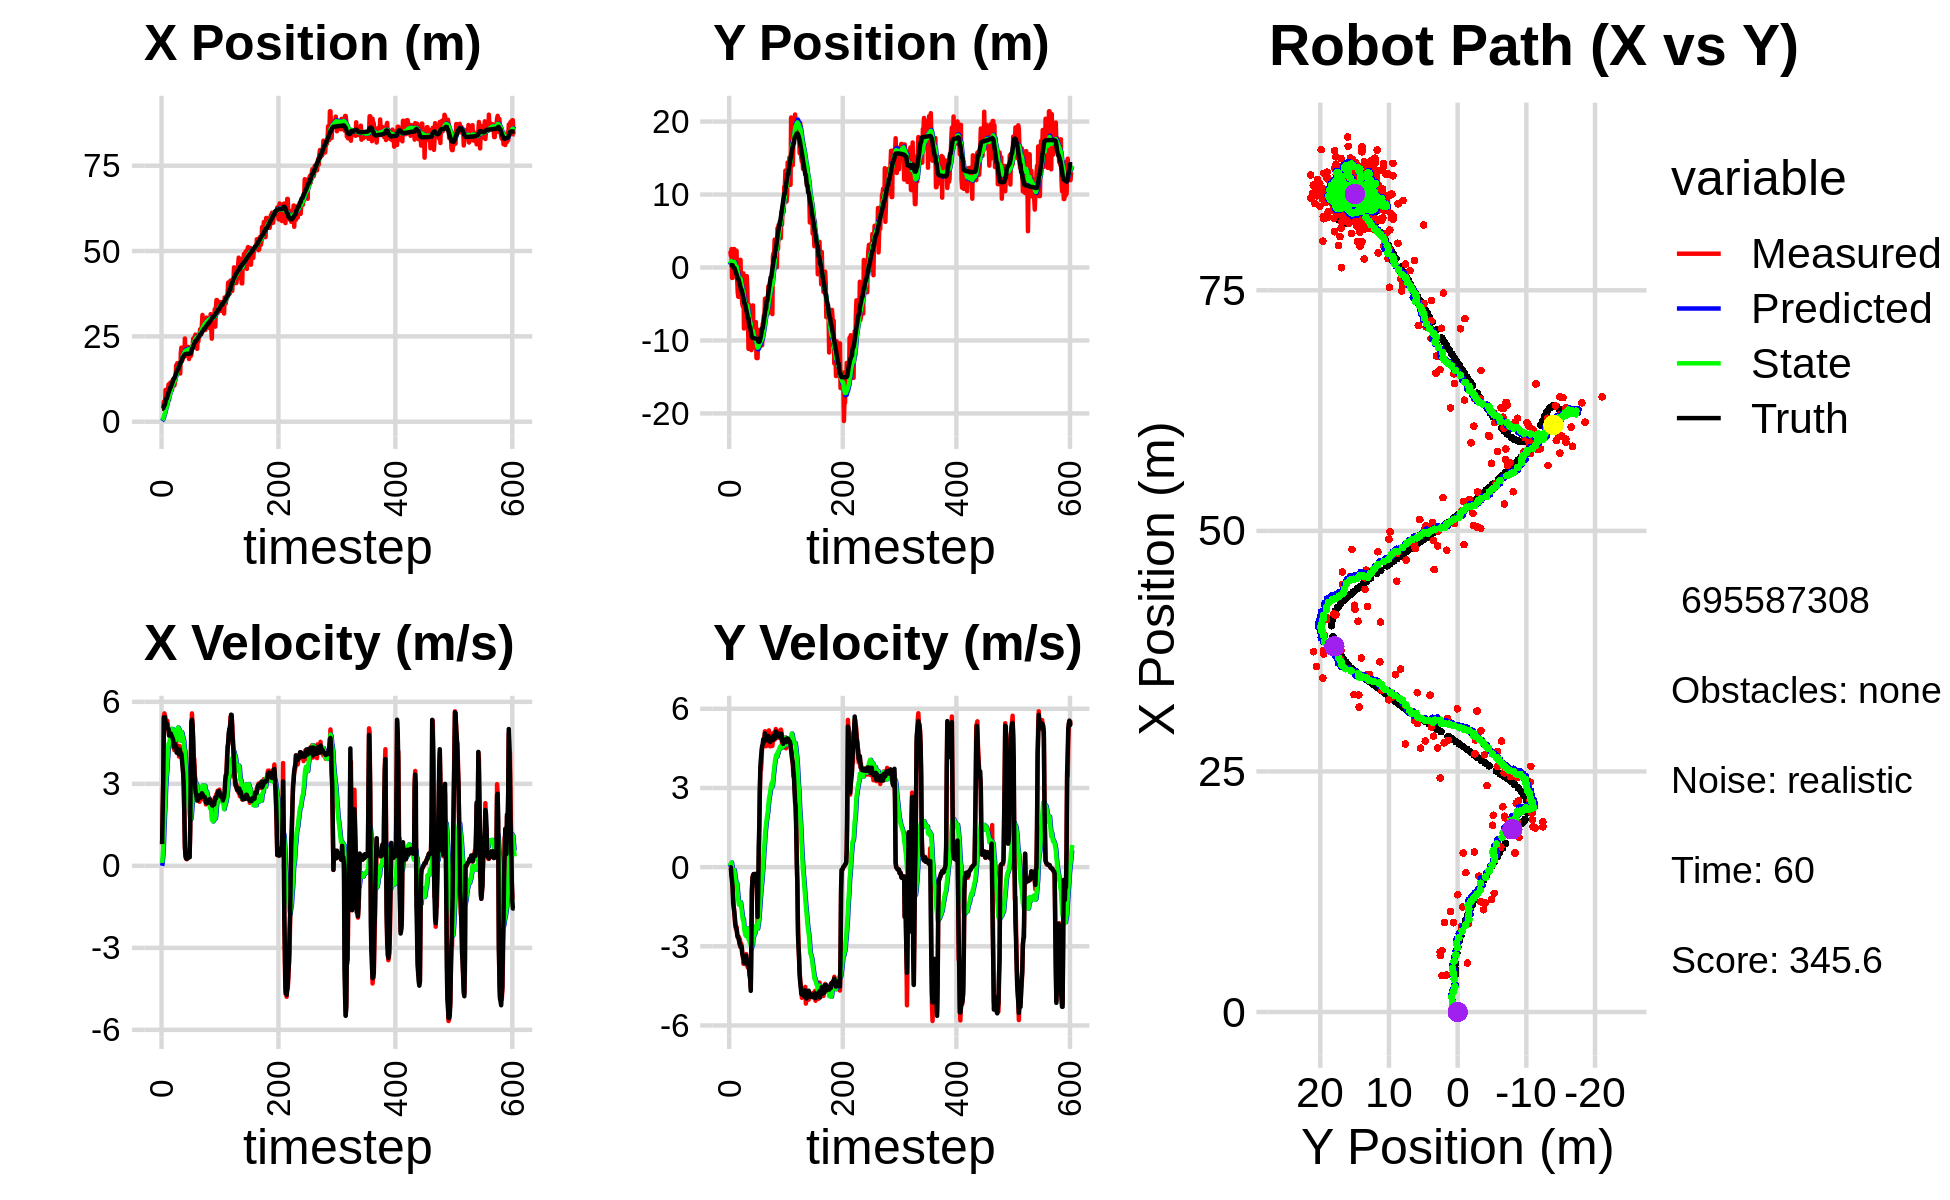 X Position (m)
75
50
25
0
0
200
400
600
timestep
Y Position (m)
20
10
0
-10
-20
0
200
400
600
timestep
X Velocity (m/s)
6
3
0
-3
-6
0
200
400
600
timestep
Y Velocity (m/s)
6
3
0
-3
-6
0
200
400
600
timestep
Robot Path (X vs Y)
X Position (m)
75
50
25
0
20 10 0 -10 -20
Y Position (m)
variable
Measured
Predicted
State
Truth
695587308
Obstacles: none
Noise: realistic
Time: 60
Score: 345.6